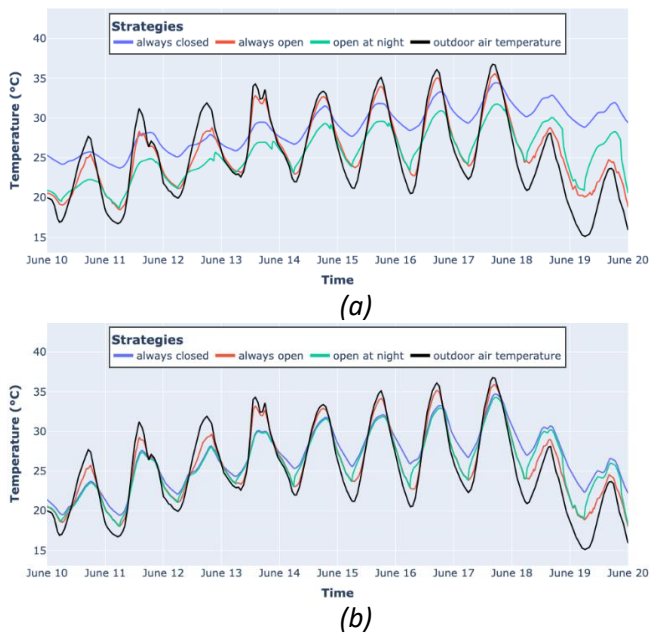 Strategies
always closed always open open at night outdoor air temperature
Temperature (°C)
40
35
30
25
20
15
June 10 June 11 June 12 June 13 June 14 June 15 June 16 June 17 June 18 June 19 June 20
Time
(a)
Strategies
always closed always open open at night outdoor air temperature
Temperature (°C)
40
35
30
25
20
15
June 10 June 11 June 12 June 13 June 14 June 15 June 16 June 17 June 18 June 19 June 20
Time
(b)